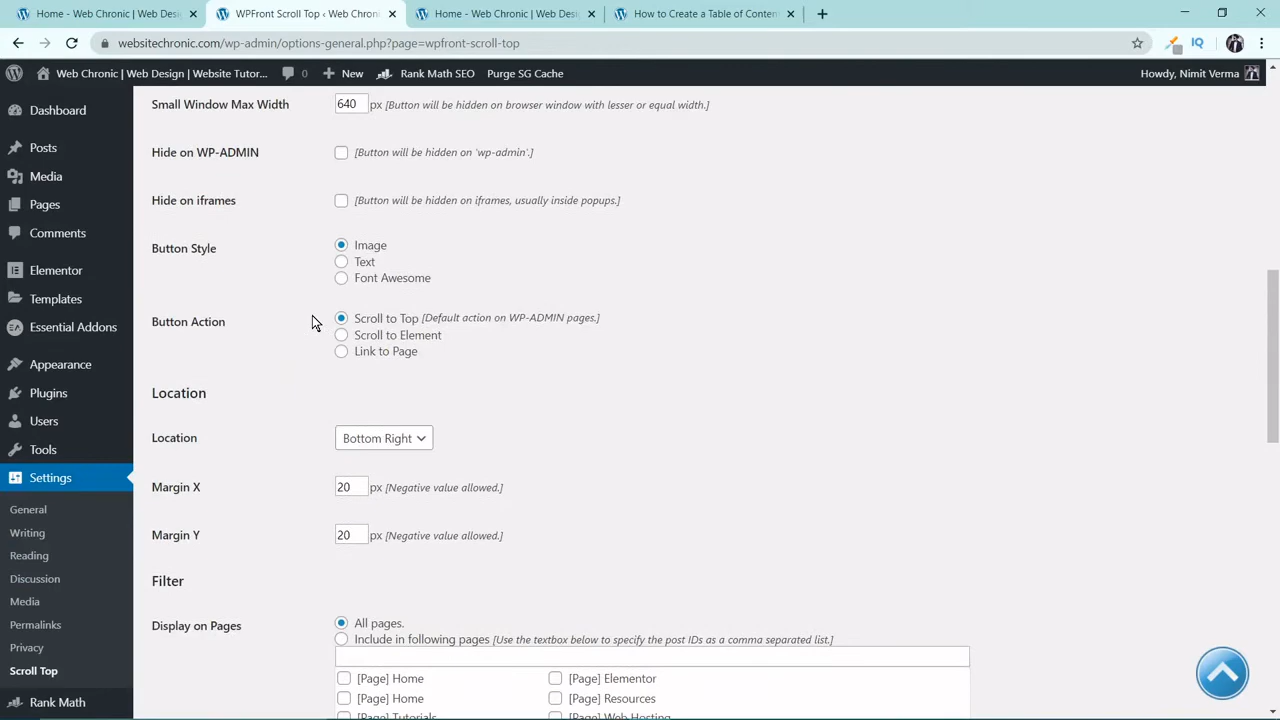 Home - Web Chronic | Web Desi
WPFront Scroll Top ‹ Web Chroni
Home - Web Chronic | Web Desi
How to Create a Table of Conten
websitechronic.com/wp-admin/options-general.php?page=wpfront-scroll-top
IQ
Web Chronic | Web Design | Website Tutor...
0
New
Rank Math SEO
Purge SG Cache
Howdy, Nimit Verma
Dashboard
Posts
Media
Pages
Comments
Elementor
Templates
Essential Addons
Appearance
Plugins
Users
Tools
Settings
General
Writing
Reading
Discussion
Media
Permalinks
Privacy
Scroll Top
Rank Math
Small Window Max Width 640 px [Button will be hidden on browser window with lesser or equal width.]
Hide on WP-ADMIN [Button will be hidden on 'wp-admin'.]
Hide on iframes [Button will be hidden on iframes, usually inside popups.]
Button Style
Image
Text
Font Awesome
Button Action
Scroll to Top [Default action on WP-ADMIN pages.]
Scroll to Element
Link to Page
Location
Location Bottom Right
Margin X 20 px [Negative value allowed.]
Margin Y 20 px [Negative value allowed.]
Filter
Display on Pages
All pages.
Include in following pages [Use the textbox below to specify the post IDs as a comma separated list.]
[Page] Home [Page] Elementor
[Page] Home [Page] Resources
[Page] Tutorials [Page] Web Hosting